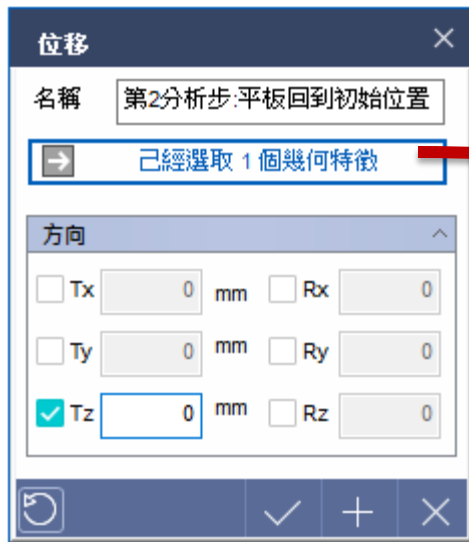 位移
名稱 第2分析步:平板回到初始位置
己經選取 1 個幾何特徵
方向
Tx 0 mm Rx 0
Ty 0 mm Ry 0
Tz 0 mm Rz 0